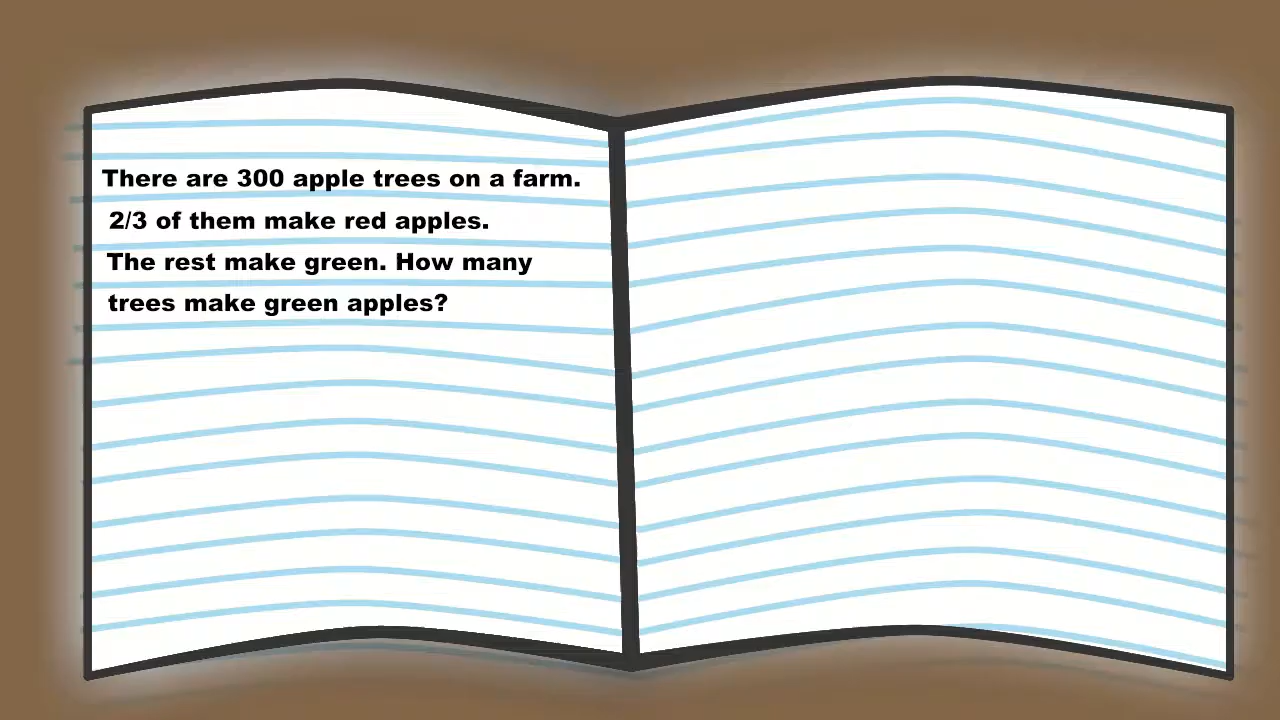 There are 300 apple trees on a farm.
2/3 of them make red apples.
The rest make green. How many
trees make green apples?